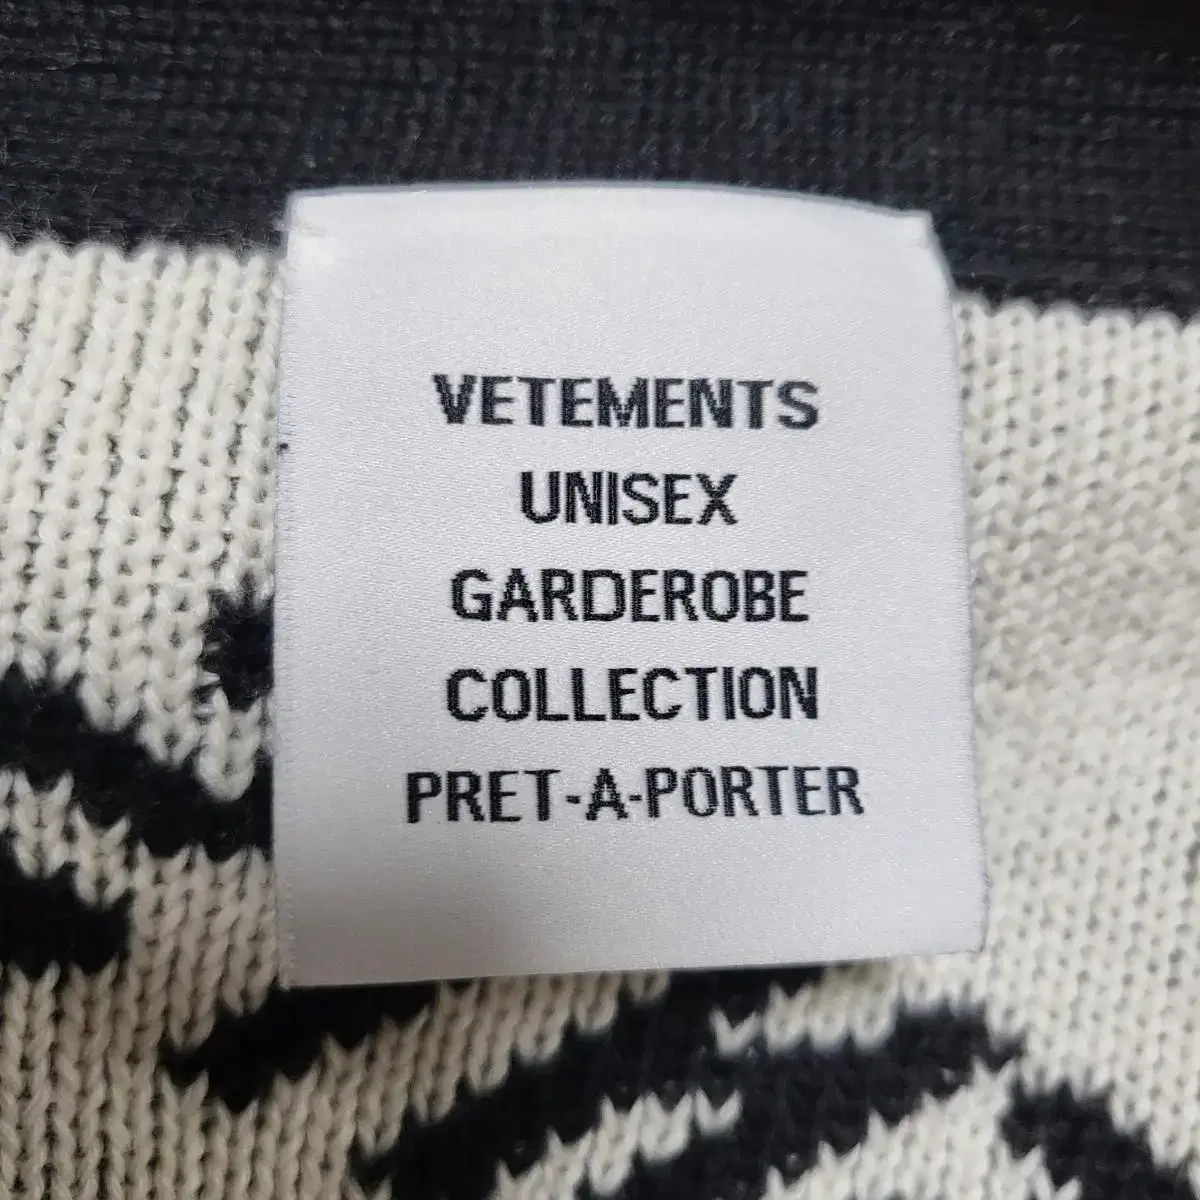 VETEMENTS
UNISEX
GARDEROBE
COLLECTION
PRET-A-PORTER